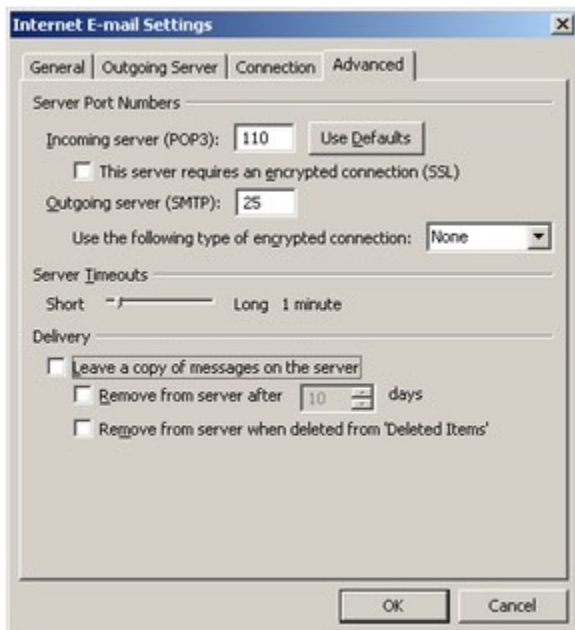 Internet E-mail Settings
General Outgoing Server Connection Advanced
Server Port Numbers
Incoming server (POP3): 110 Use Defaults
This server requires an encrypted connection (SSL)
Outgoing server (SMTP): 25
Use the following type of encrypted connection: None
Server Timeouts
Short Long 1 minute
Delivery
Leave a copy of messages on the server
Remove from server after 10 days
Remove from server when deleted from 'Deleted Items'
OK Cancel